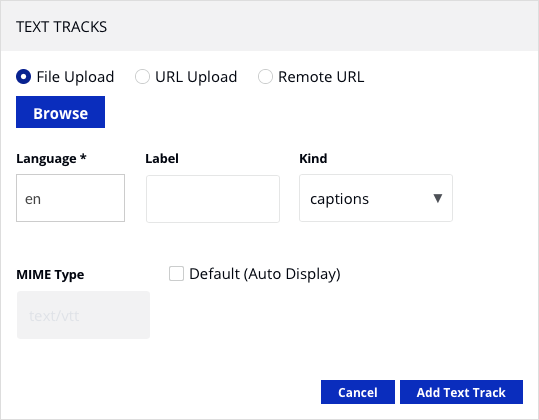 TEXT TRACKS
File Upload URL Upload Remote URL
Browse
Language * Label Kind
en captions
MIME Type Default (Auto Display)
text/vtt
Cancel Add Text Track